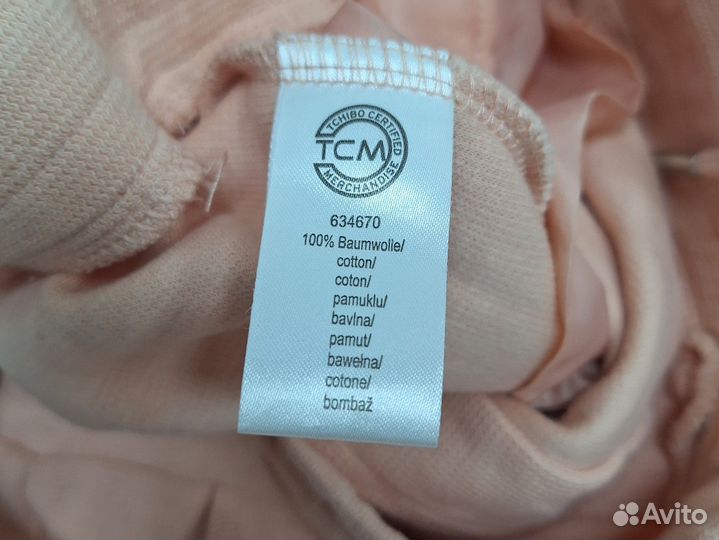 TCHIBO CERTIFIED
TCM
MERCHANDISE
634670
100% Baumwolle/
cotton/
coton/
pamuklu/
bavlna/
pamut/
bawełna/
cotone/
bombaž
Avito